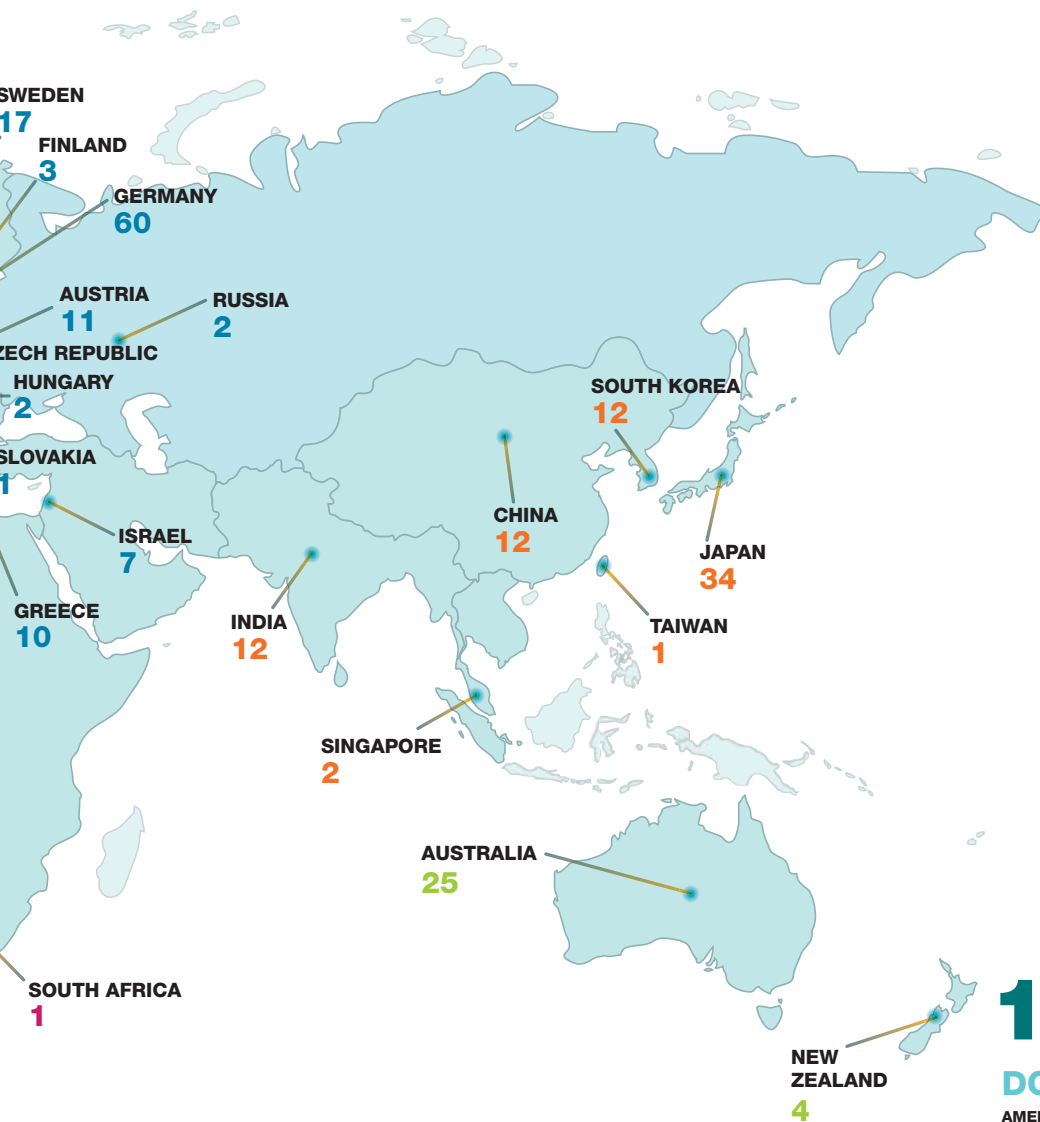 SWEDEN
17
FINLAND
3
GERMANY
60
AUSTRIA
11
RUSSIA
2
ZECH REPUBLIC
HUNGARY
2
SLOVAKIA
1
ISRAEL
7
GREECE
10
SOUTH KOREA
12
CHINA
12
JAPAN
34
INDIA
12
TAIWAN
1
SINGAPORE
2
AUSTRALIA
25
SOUTH AFRICA
1
NEW
ZEALAND
4
1
DO
AMER